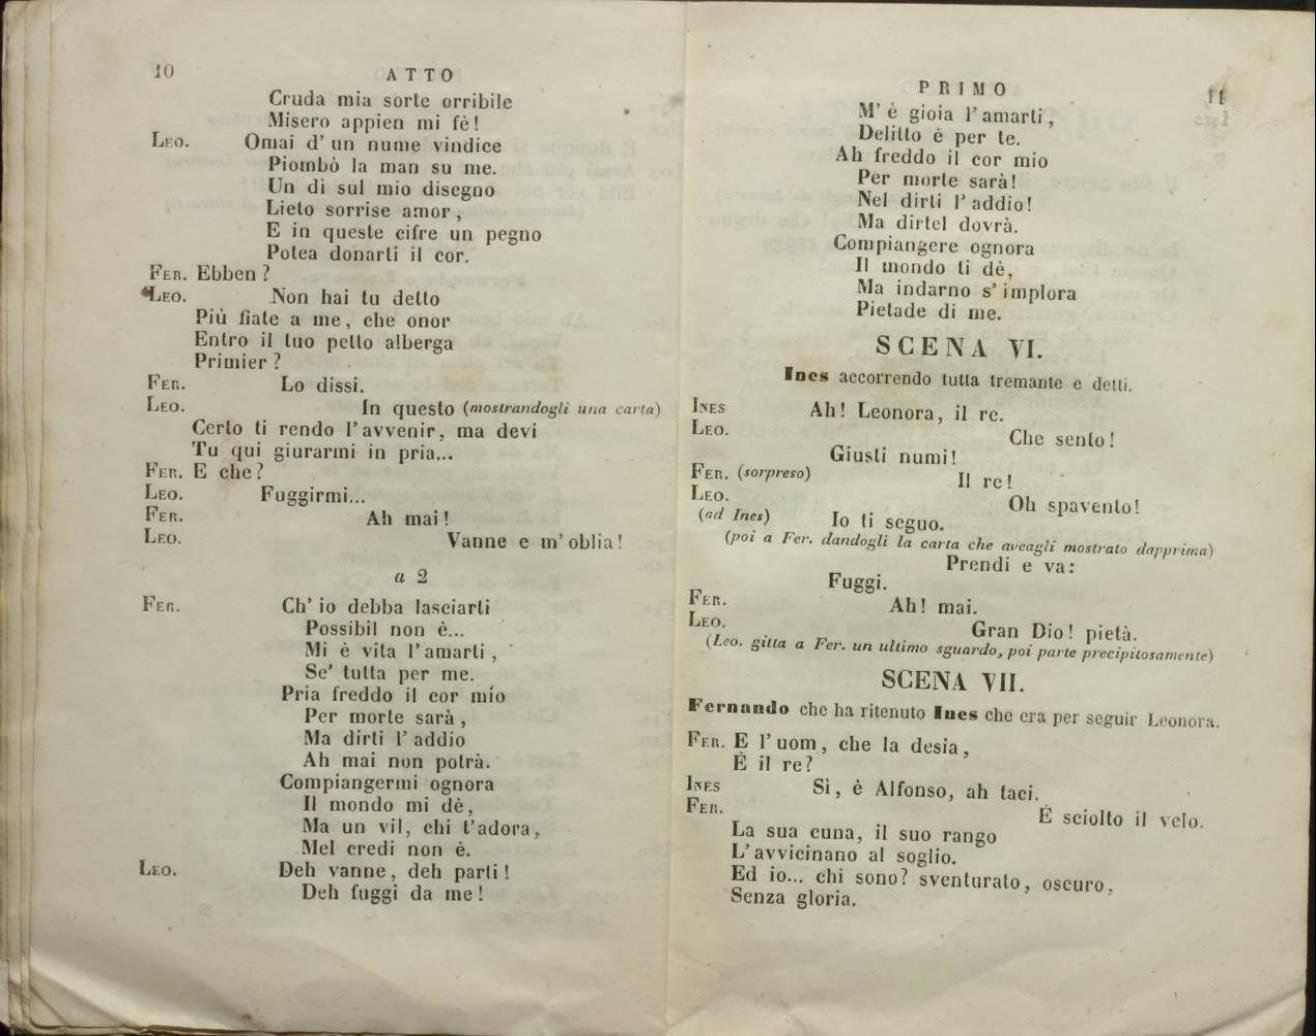 10
ATTO
Cruda mia sorte orribile
Misero appien mi fè!
LEO. Omai d' un nume vindice
Piombò la man su me.
Un dì sul mio disegno
Lieto sorrise amor,
E in queste cifre un pegno
Potea donarti il cor.
FER. Ebben?
LEO. Non hai tu detto
Più fiate a me, che onor
Entro il tuo petto alberga
Primier?
FER. Lo dissi.
LEO. In questo (mostrandogli una carta)
Certo ti rendo l'avvenir, ma devi
Tu qui giurarmi in pria...
FER. E che?
LEO. Fuggirmi...
FER. Ah mai!
LEO. Vanne e m'oblia!
a 2
FER. Ch' io debba lasciarti
Possibil non è...
Mi è vita l'amarti,
Se' tutta per me.
Pria freddo il cor mio
Per morte sarà,
Ma dirti l' addio
Ah mai non potrà.
Compiangermi ognora
Il mondo mi dè,
Ma un vil, chi t'adora,
Mel credi non è.
LEO. Deh vanne, deh parti!
Deh fuggi da me!
PRIMO
11
M' è gioia l'amarti,
Delitto è per te.
Ah freddo il cor mio
Per morte sarà!
Nel dirti l'addio!
Ma dirtel dovrà.
Compiangere ognora
Il mondo ti dè,
Ma indarno s' implora
Pietade di me.
SCENA VI.
Ines accorrendo tutta tremante e detti.
INES Ah! Leonora, il re.
LEO. Che sento!
Giusti numi!
FER. (sorpreso) Il re!
LEO. Oh spavento!
(ad Ines) Io ti seguo.
(poi a Fer. dandogli la carta che aveagli mostrato dapprima)
Prendi e va:
Fuggi.
FER. Ah! mai.
LEO. Gran Dio! pietà.
(Leo. gitta a Fer. un ultimo sguardo, poi parte precipitosamente)
SCENA VII.
Fernando che ha ritenuto Ines che era per seguir Leonora.
FER. E l'uom, che la desia,
È il re?
INES Sì, è Alfonso, ah taci.
FER. È sciolto il velo.
La sua cuna, il suo rango
L'avvicinano al soglio.
Ed io... chi sono? sventurato, oscuro,
Senza gloria.